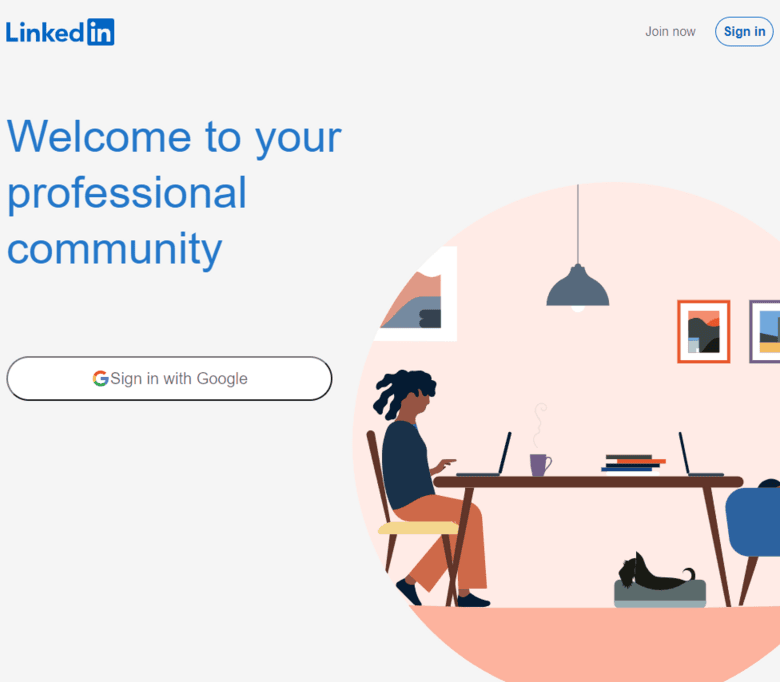 Linkedin
Join now
Sign in
Welcome to your
professional
community
Sign in with Google